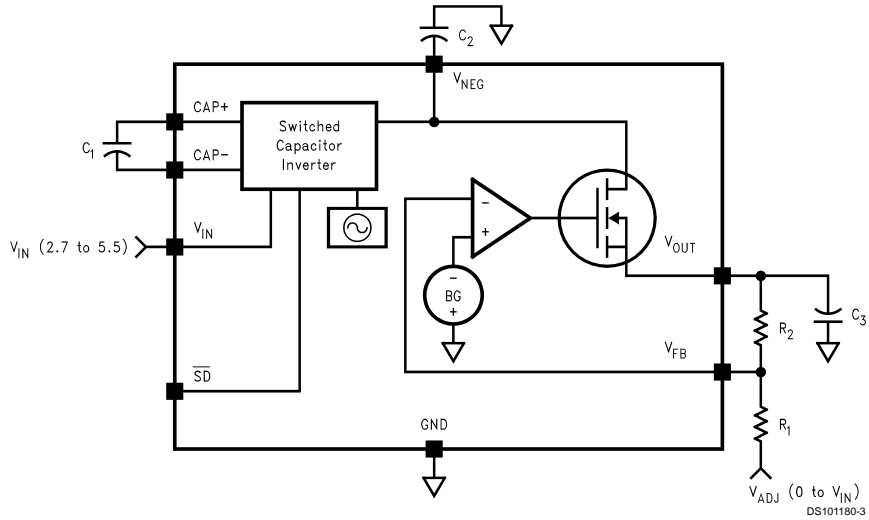 C2
VNEG
CAP+
Switched
Capacitor
Inverter
C1
CAP-
VIN
VIN (2.7 to 5.5)
-
+
VOUT
-
BG
+
R2
C3
VFB
SD
GND
R1
VADJ (0 to VIN)
DS101180-3